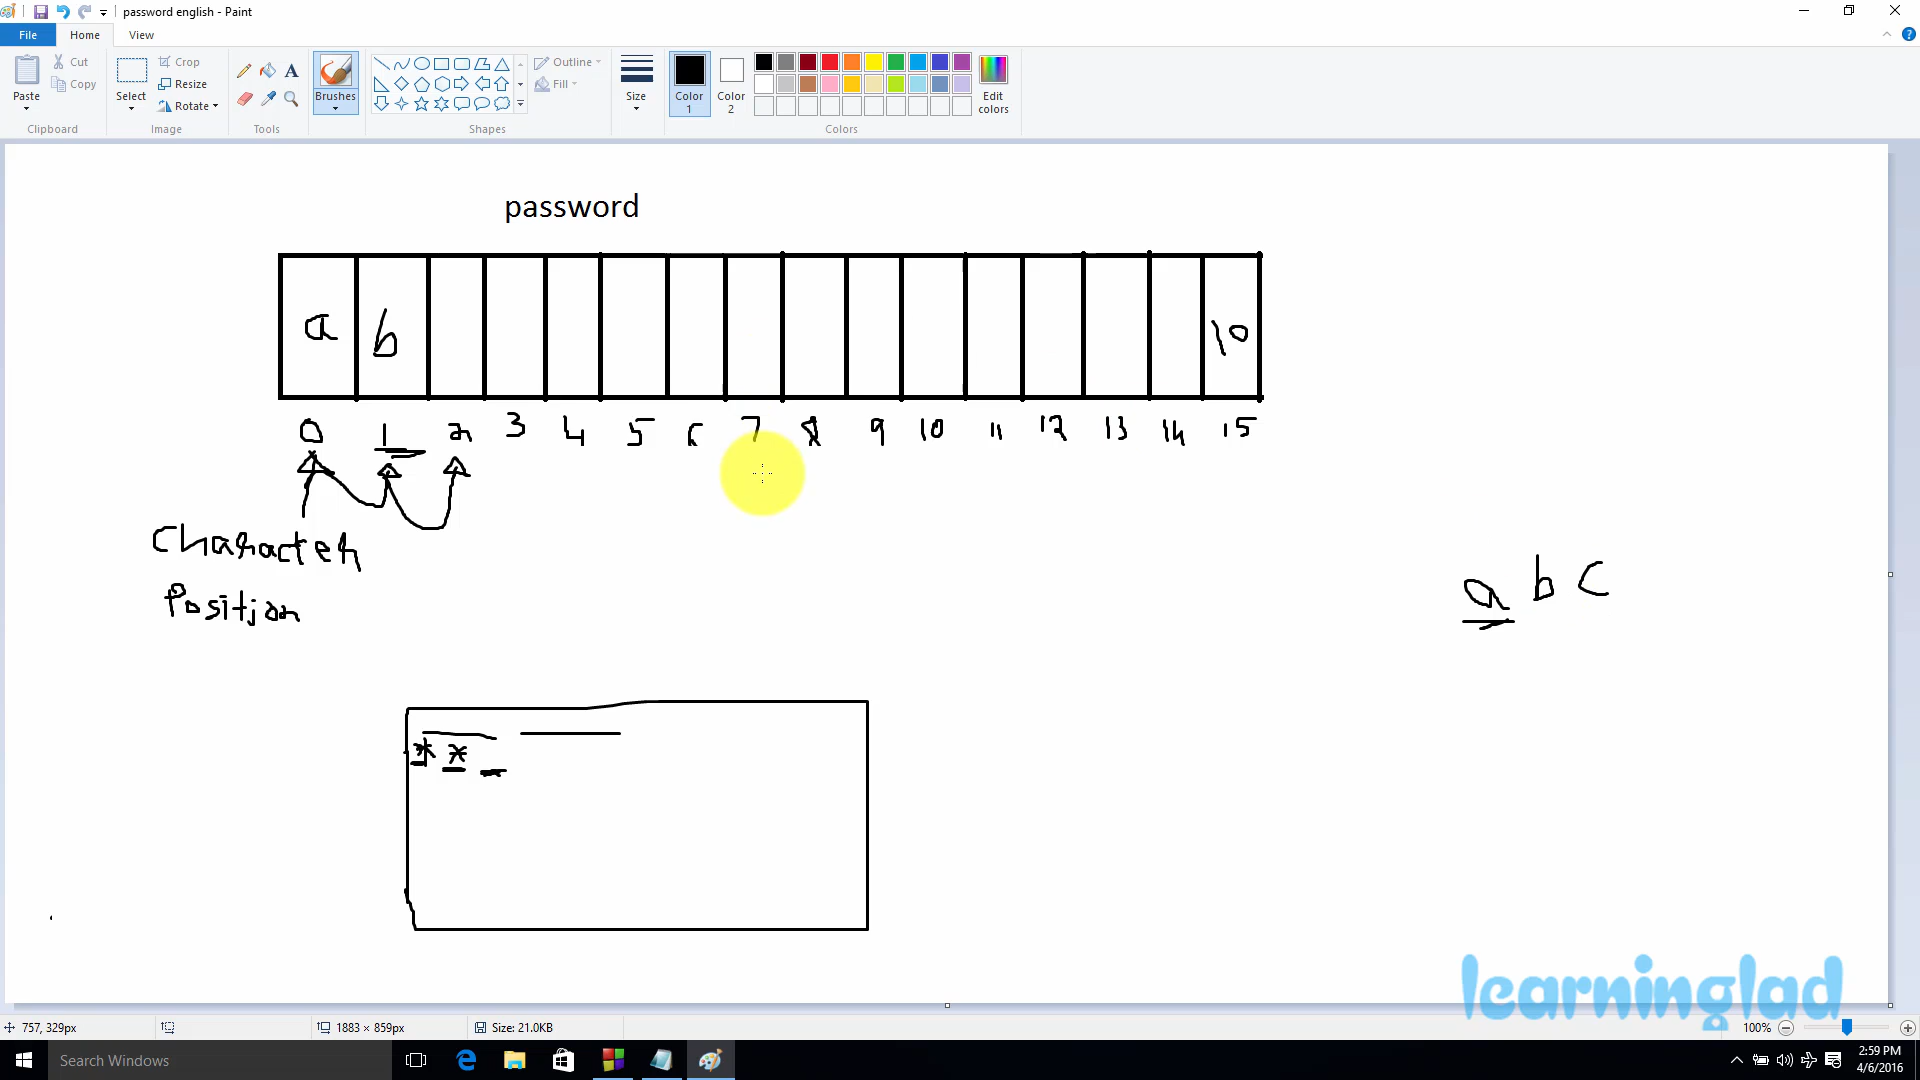 password english - Paint
File Home View
Paste Cut Copy Clipboard
Select Crop Resize Rotate Image
A Tools
Brushes
Shapes
Outline Fill
Size
Color 1 Color 2 Edit colors Colors
password
a b 10
0 1 2 3 4 5 6 7 8 9 10 11 12 13 14 15
Character
Position
a b c
* * _
learninglad
757, 329px 1883 × 859px Size: 21.0KB 100%
Search Windows 2:59 PM
4/6/2016